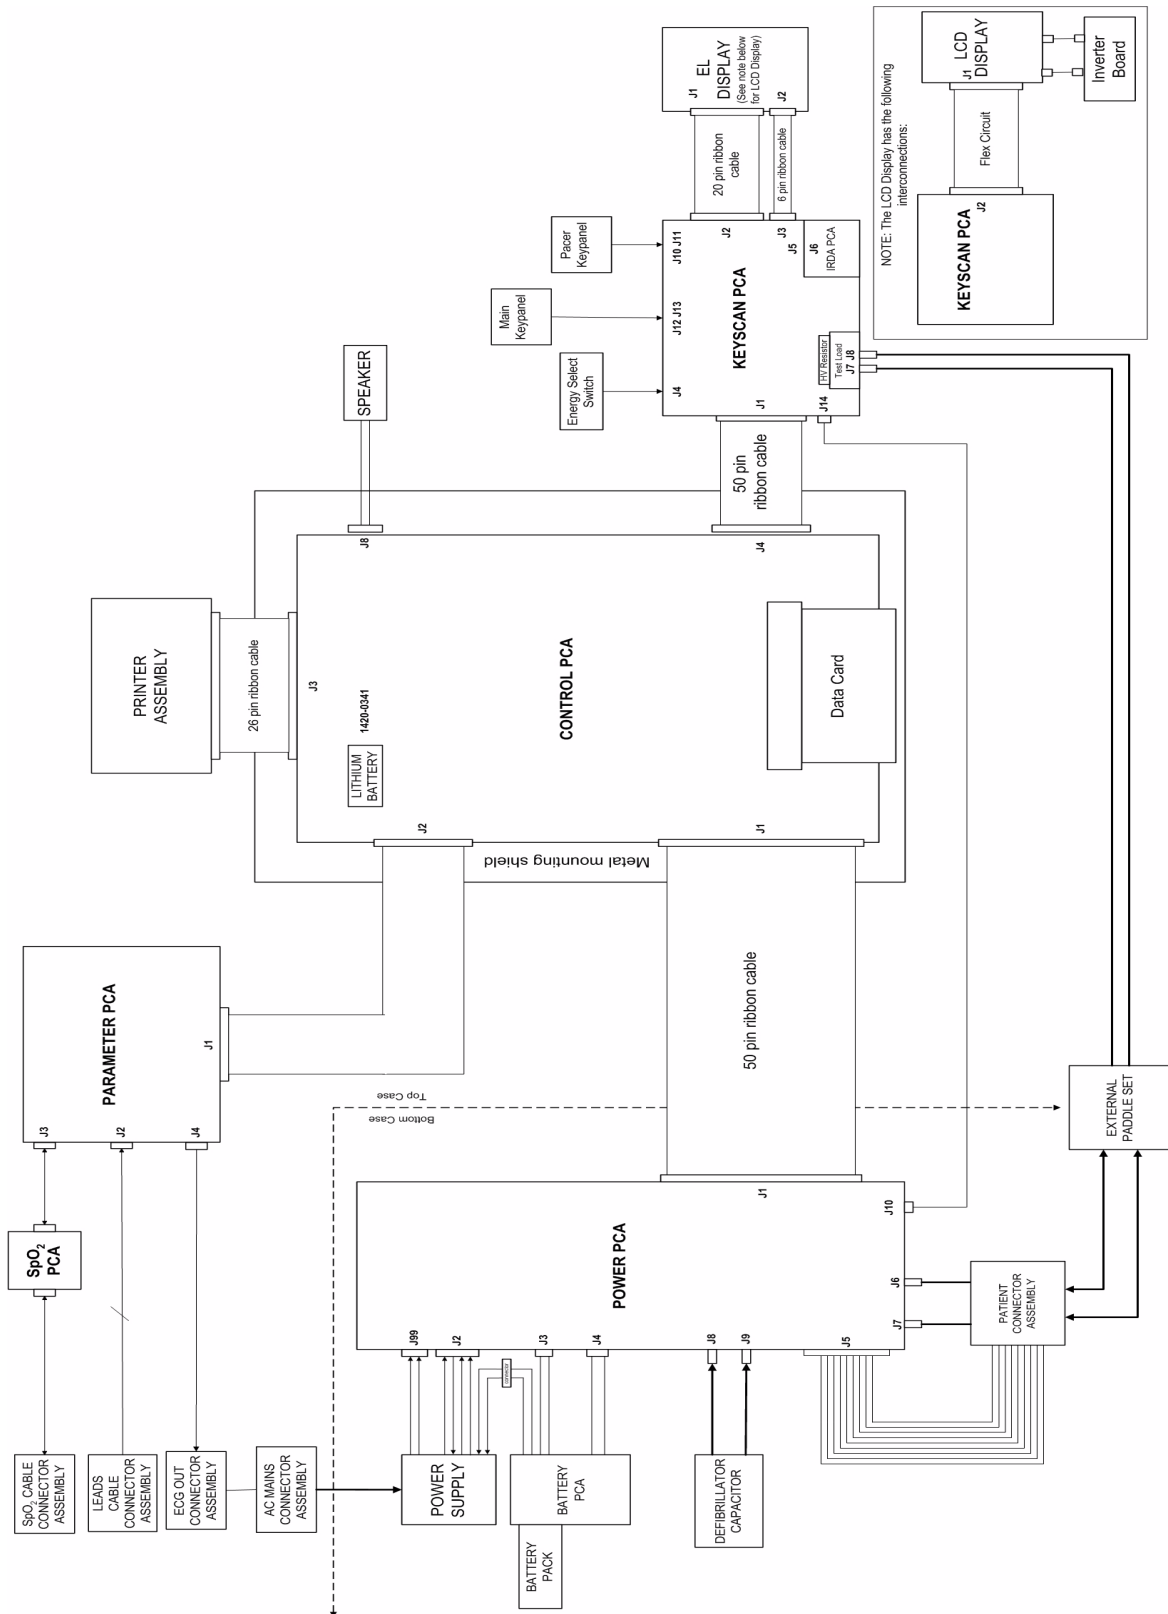 EL
DISPLAY
(See note below
for LCD Display)
J1
J2
20 pin ribbon
cable
6 pin ribbon cable
Pacer
Keypanel
Main
Keypanel
Energy Select
Switch
J10 J11
J12 J13
J4
J2
J3
J5
J6
IRDA PCA
KEYSCAN PCA
HV Resistor
Test Load
J7 J8
J14
J1
50 pin
ribbon cable
NOTE: The LCD Display has the following
interconnections:
LCD
DISPLAY
J1
Inverter
Board
Flex Circuit
J2
KEYSCAN PCA
SPEAKER
J8
J4
PRINTER
ASSEMBLY
26 pin ribbon cable
J3
1420-0341
LITHIUM
BATTERY
CONTROL PCA
Data Card
J2
J1
Metal mounting shield
PARAMETER PCA
J1
J3
J2
J4
SpO2
PCA
Top Case
Bottom Case
50 pin ribbon cable
EXTERNAL
PADDLE SET
POWER PCA
J1
J10
J6
J7
J99
J2
J3
J4
J8
J9
J5
PATIENT
CONNECTOR
ASSEMBLY
SpO2 CABLE
CONNECTOR
ASSEMBLY
LEADS
CABLE
CONNECTOR
ASSEMBLY
ECG OUT
CONNECTOR
ASSEMBLY
AC MAINS
CONNECTOR
ASSEMBLY
POWER
SUPPLY
BATTERY
PCA
BATTERY
PACK
DEFIBRILLATOR
CAPACITOR